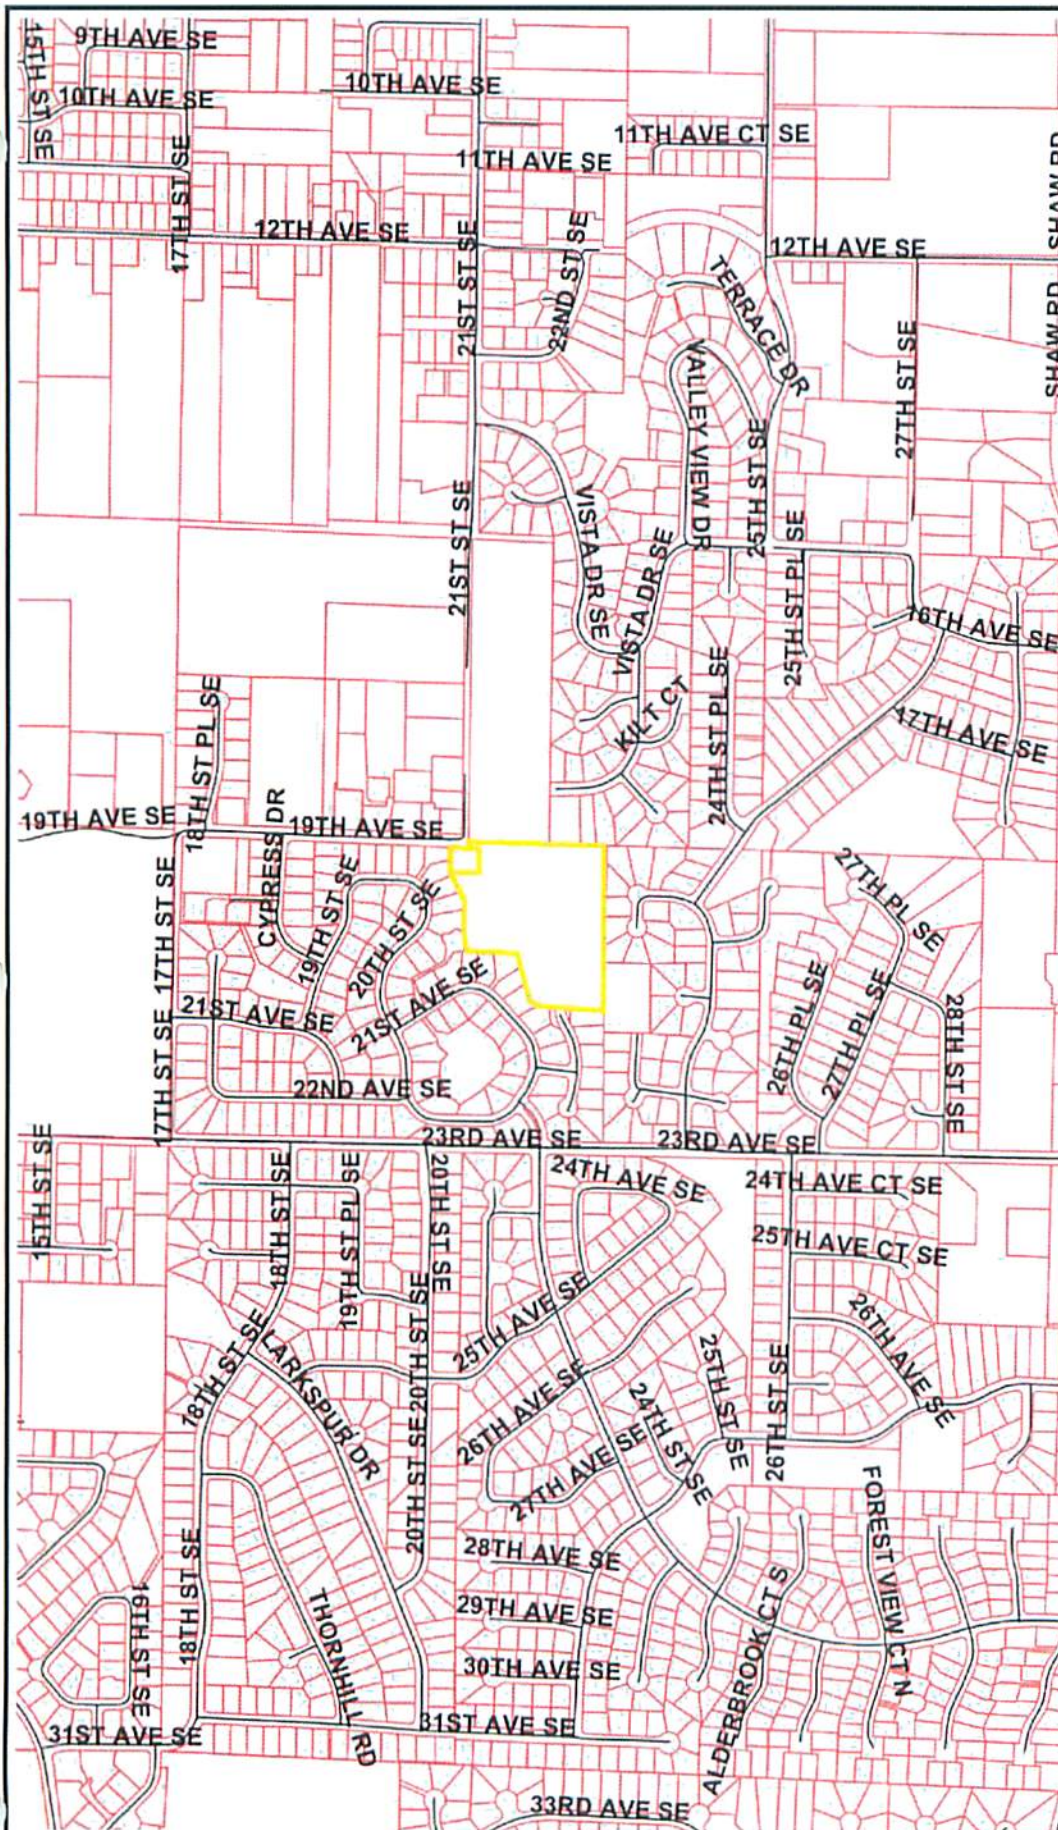 9TH AVE SE
15TH ST SE
10TH AVE SE
10TH AVE SE
11TH AVE CT SE
SHAW RD
17TH ST SE
11TH AVE SE
12TH AVE SE
21ST ST SE
22ND ST SE
12TH AVE SE
TERRACE DR
SHAW RD
VALLEY VIEW DR
27TH ST SE
25TH ST SE
21ST ST SE
VISTA DR SE
VISTA DR SE
25TH ST PL SE
16TH AVE SE
18TH ST PL SE
KILT CT
24TH ST PL SE
17TH AVE SE
19TH AVE SE
CYPRESS DR
19TH AVE SE
17TH ST SE
17TH ST SE
19TH ST SE
20TH ST SE
27TH PL SE
21ST AVE SE
21ST AVE SE
26TH PL SE
27TH PL SE
28TH ST SE
17TH ST SE
22ND AVE SE
23RD AVE SE
23RD AVE SE
15TH ST SE
18TH ST SE
19TH ST PL SE
20TH ST SE
24TH AVE SE
24TH AVE CT SE
25TH AVE CT SE
18TH ST SE
LARKSPUR DR
20TH ST SE
20TH ST SE
25TH AVE SE
26TH AVE SE
26TH AVE SE
25TH ST SE
24TH ST SE
26TH ST SE
27TH AVE SE
28TH AVE SE
29TH AVE SE
30TH AVE SE
18TH ST SE
16TH ST SE
THORNHILL RD
ALDERBROOK CT S
FOREST VIEW CT N
31ST AVE SE
31ST AVE SE
33RD AVE SE